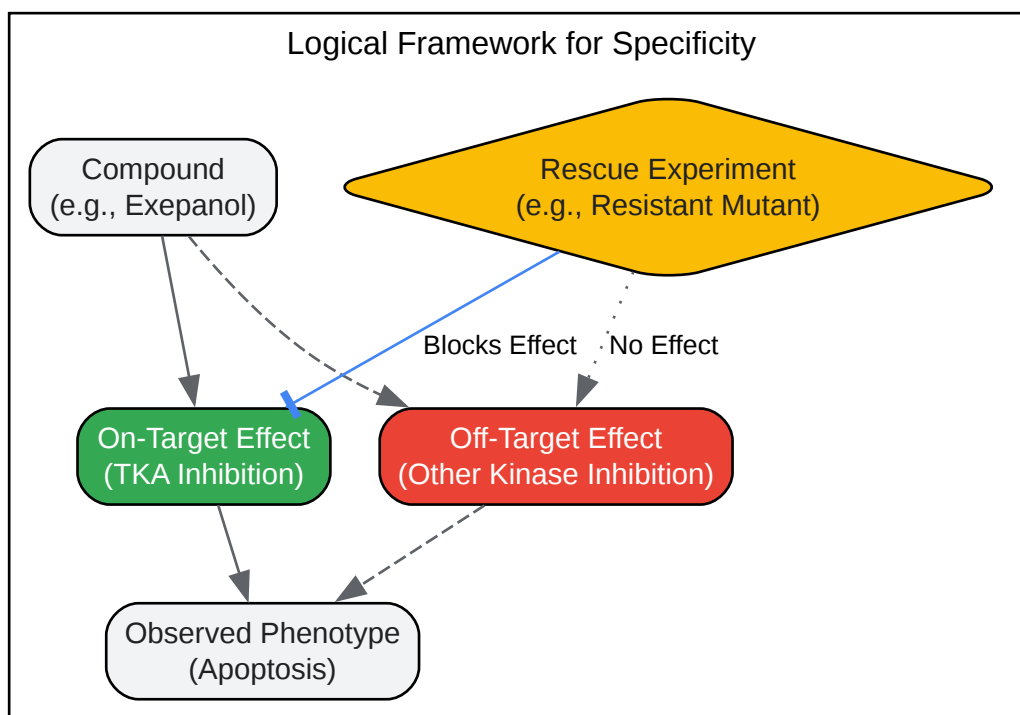 Logical Framework for Specificity
Compound
(e.g., Exepanol)
Rescue Experiment
(e.g., Resistant Mutant)
Blocks Effect
No Effect
On-Target Effect
(TKA Inhibition)
Off-Target Effect
(Other Kinase Inhibition)
Observed Phenotype
(Apoptosis)